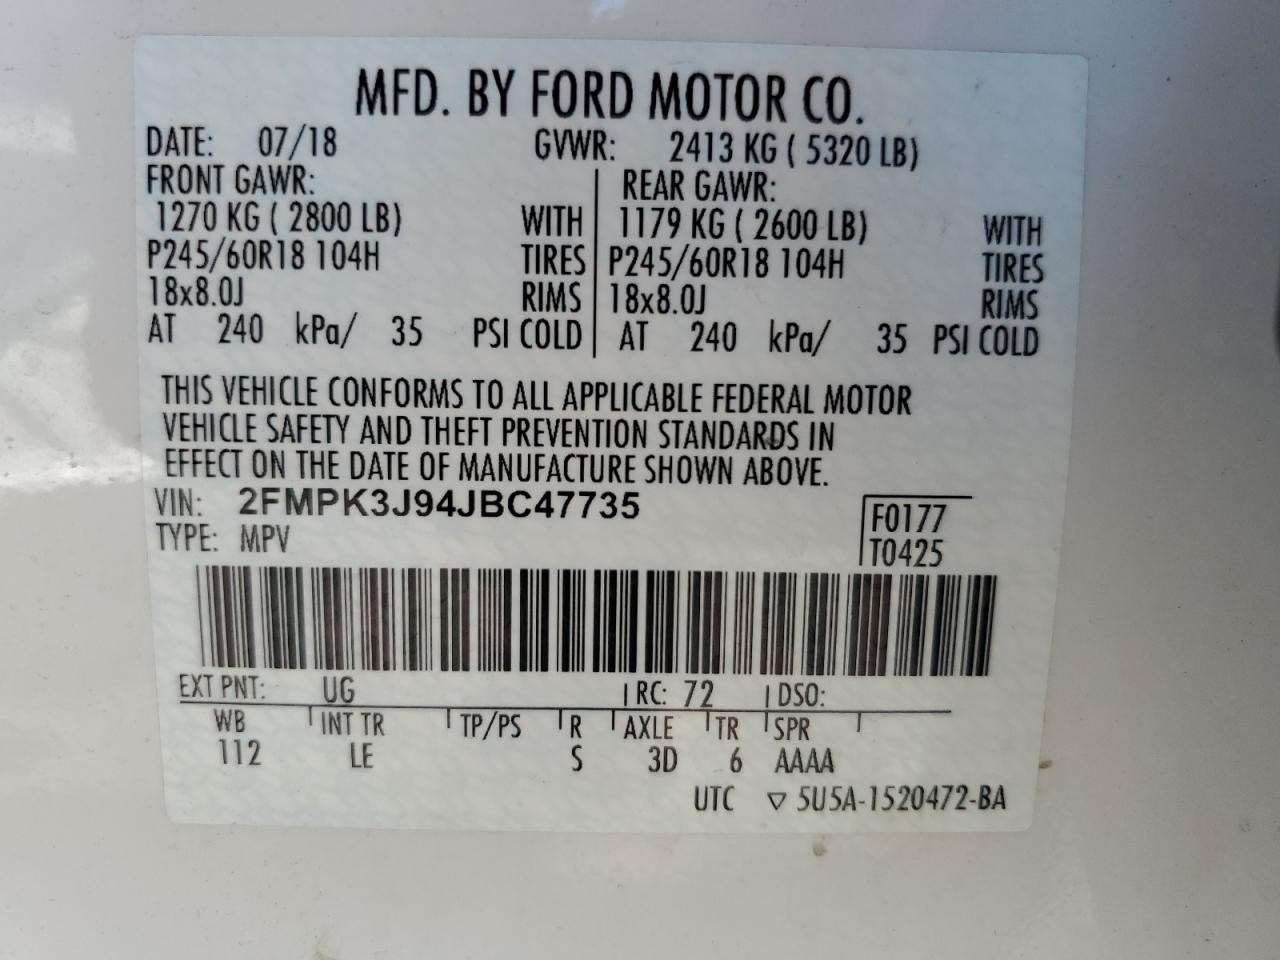 MFD. BY FORD MOTOR CO.
DATE: 07/18 GVWR: 2413 KG ( 5320 LB)
FRONT GAWR: REAR GAWR:
1270 KG ( 2800 LB) WITH 1179 KG ( 2600 LB) WITH
P245/60R18 104H TIRES P245/60R18 104H TIRES
18x8.0J RIMS 18x8.0J RIMS
AT 240 kPa/ 35 PSI COLD AT 240 kPa/ 35 PSI COLD
THIS VEHICLE CONFORMS TO ALL APPLICABLE FEDERAL MOTOR
VEHICLE SAFETY AND THEFT PREVENTION STANDARDS IN
EFFECT ON THE DATE OF MANUFACTURE SHOWN ABOVE.
VIN: 2FMPK3J94JBC47735 F0177
TYPE: MPV T0425
EXT PNT: UG RC: 72 DSO:
WB INT TR TP/PS R AXLE TR SPR
112 LE S 3D 6 AAAA
UTC ▽ 5U5A-1520472-BA